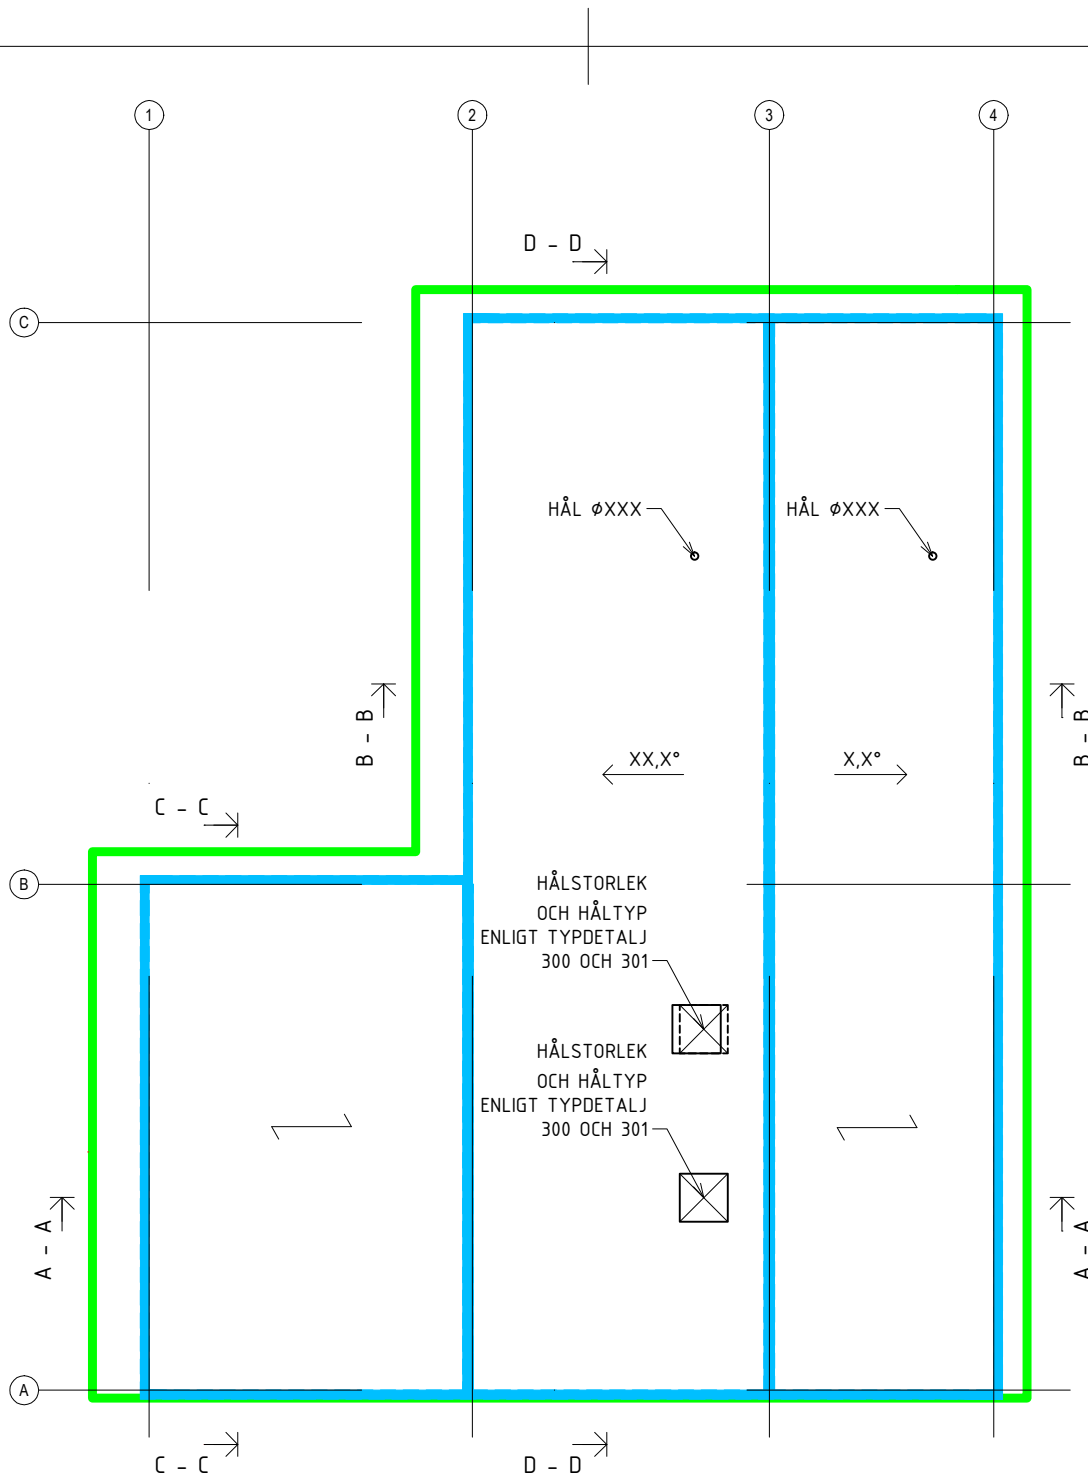 1
2
3
4
D - D
C
HÅL ØXXX
HÅL ØXXX
B - B
B - B
XX,X°
X,X°
C - C
B
HÅLSTORLEK
OCH HÅLTYP
ENLIGT TYPDETALJ
300 OCH 301
HÅLSTORLEK
OCH HÅLTYP
ENLIGT TYPDETALJ
300 OCH 301
A - A
A - A
A
C - C
D - D